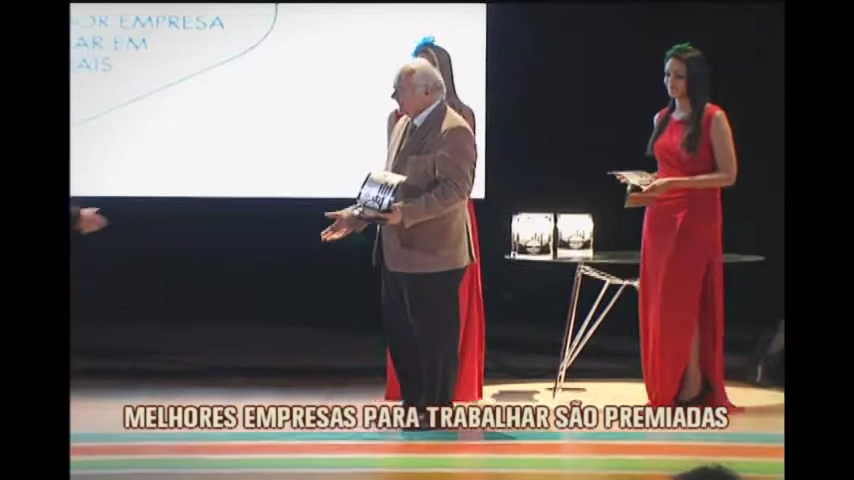 OR EMPRESA
AR EM
AIS
MELHORES EMPRESAS PARA TRABALHAR SÃO PREMIADAS